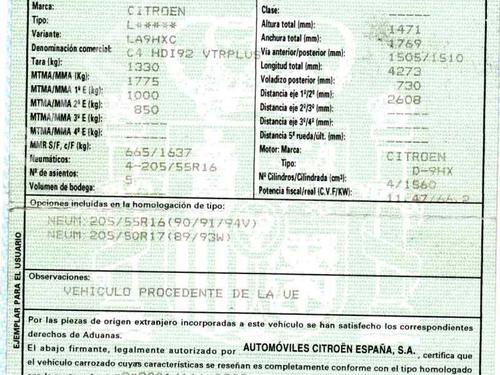 Marca: CITROEN
Tipo: L*****
Variante: LA9HXC
Denominación comercial: C4 HDI92 VTRPLUS
Tara (kg): 1330
MTMA/MMA (Kg): 1775
MTMA/MMA 1º E (kg): 1000
MTMA/MMA 2º E (kg): 850
MTMA/MMA 3º E (kg): -----
MTMA/MMA 4º E (kg): -----
MMR S/F, c/F (kg): 665/1637
Neumáticos: 4-205/55R16
Nº de asientos: 5
Volumen de bodega: -----
Clase: -----
Altura total (mm): 1471
Anchura total (mm): 1769
Vía anterior/posterior (mm): 1505/1510
Longitud total (mm): 4273
Voladizo posterior (mm): 730
Distancia eje 1º/2º (mm): 2608
Distancia eje 2º/3º (mm): -----
Distancia eje 3º/4º (mm): -----
Distancia 5ª rueda/últ. (mm): -----
Motor: Marca: CITROEN
Tipo: D-9HX
Nº Cilindros/Cilindrada (cm³): 4/1560
Potencia fiscal/real (C.V.F/KW): 11,47/66,2
Opciones incluidas en la homologación de tipo:
NEUM:205/55R16(90/91/94V)
NEUM:205/50R17(89/93W)
Observaciones:
VEHICULO PROCEDENTE DE LA UE
EJEMPLAR PARA EL USUARIO
Por las piezas de origen extranjero incorporadas a este vehículo se han satisfecho los correspondientes
derechos de Aduanas.
El abajo firmante, legalmente autorizado por AUTOMÓVILES CITROËN ESPAÑA, S.A. , certifica que
el vehículo carrozado cuyas características se reseñan es completamente conforme con el tipo homologado